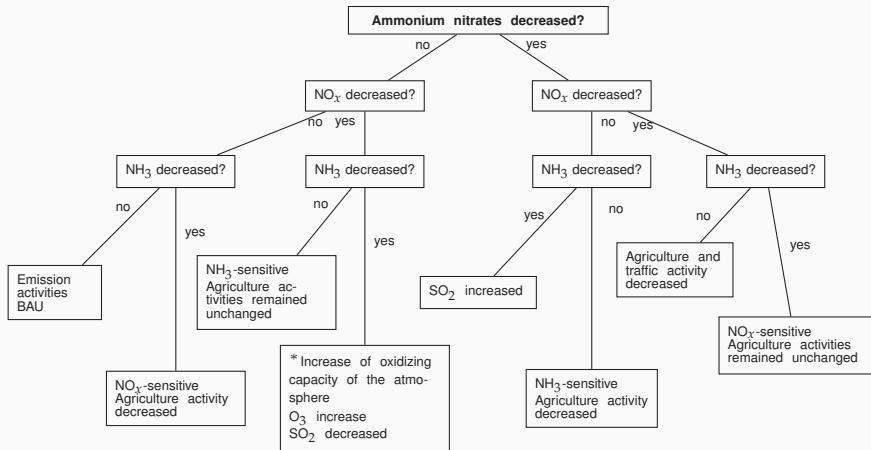 Ammonium nitrates decreased?
no
yes
NOx decreased?
NOx decreased?
no yes
no yes
NH3 decreased?
NH3 decreased?
NH3 decreased?
NH3 decreased?
no
yes
no
yes
yes
no
no
yes
Emission
activities
BAU
NH3-sensitive
Agriculture ac-
tivities remained
unchanged
SO2 increased
Agriculture and
traffic activity
decreased
NOx-sensitive
Agriculture activities
remained unchanged
NOx-sensitive
Agriculture activity
decreased
* Increase of oxidizing
capacity of the atmo-
sphere
O3 increase
SO2 decreased
NH3-sensitive
Agriculture activity
decreased